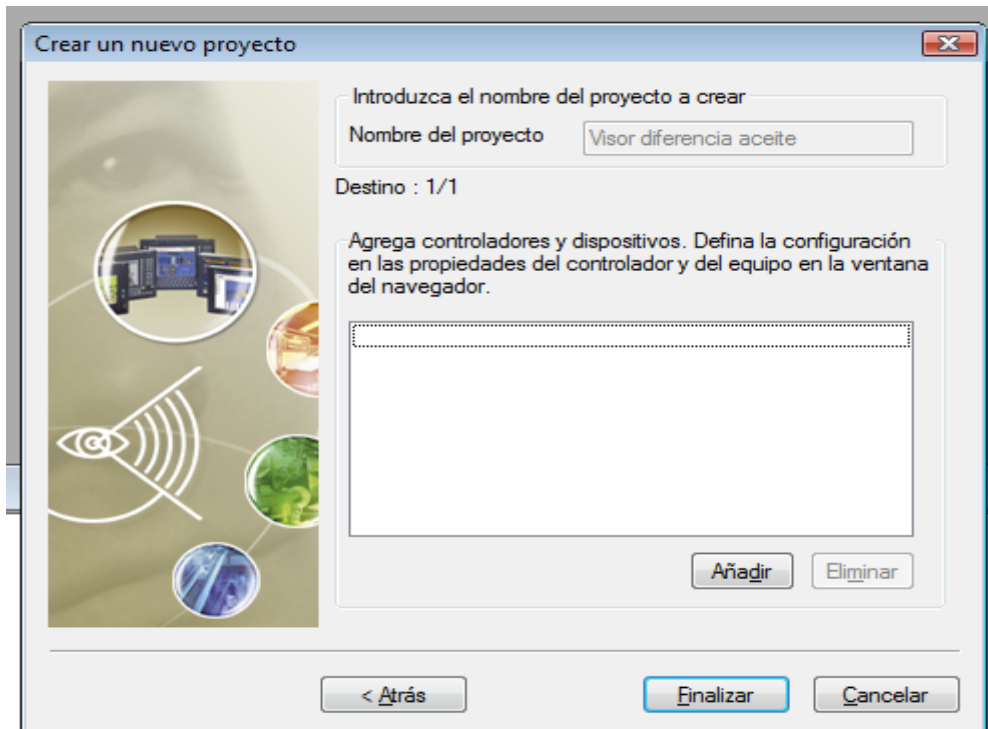 Crear un nuevo proyecto
Introduzca el nombre del proyecto a crear
Nombre del proyecto
Visor diferencia aceite
Destino : 1/1
Agrega controladores y dispositivos. Defina la configuración
en las propiedades del controlador y del equipo en la ventana
del navegador.
Añadir
Eliminar
< Atrás
Finalizar
Cancelar